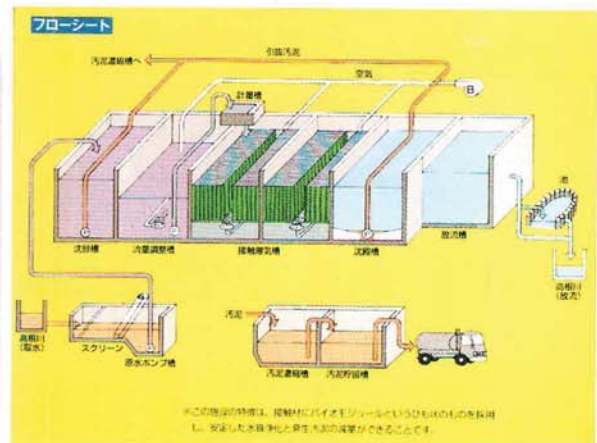 フローシート
引抜汚泥
汚泥濃縮槽へ
空気
B
計量槽
池
沈砂槽
流量調整槽
接触曝気槽
沈殿槽
放流槽
P
P
P
高根川
(放流)
汚泥
高根川
(取水)
スクリーン
原水ポンプ槽
P
汚泥濃縮槽
汚泥貯留槽
※この施設の特徴は、接触材にバイオモジュールというひも状のものを採用
し、安定した水質浄化と発生汚泥の減量ができることです。